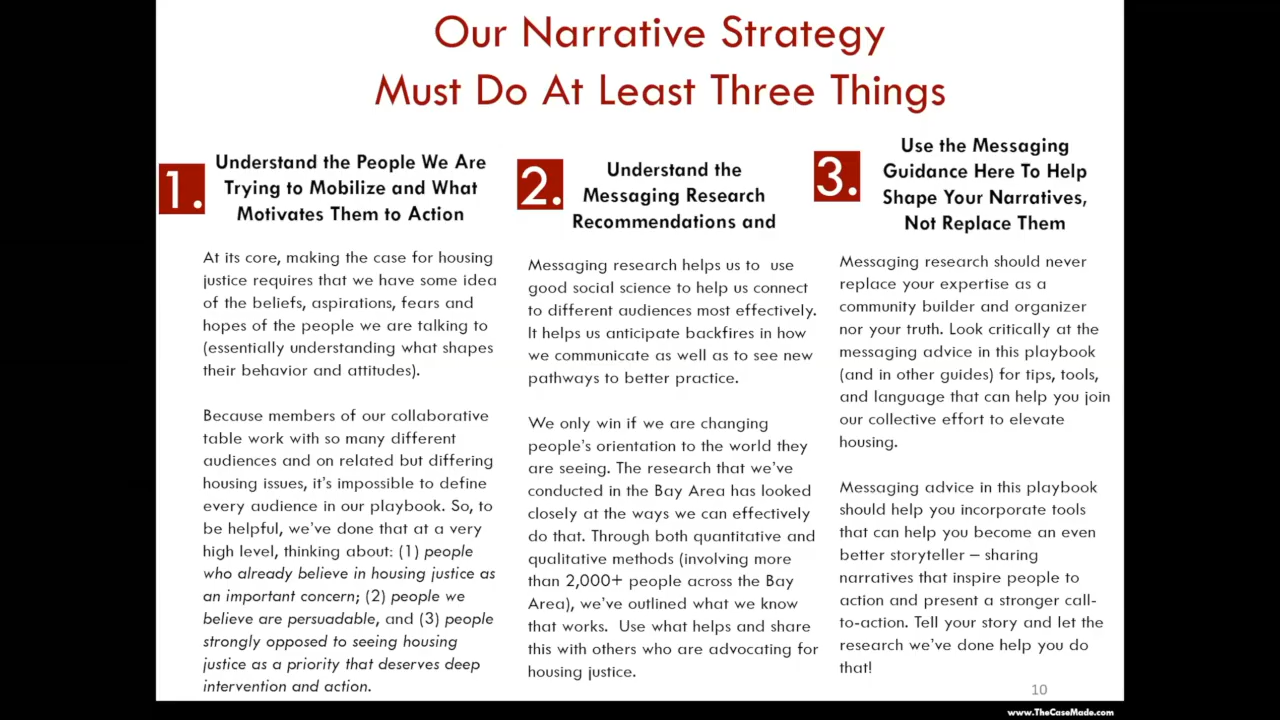 Our Narrative Strategy
Must Do At Least Three Things
1.
Understand the People We Are
Trying to Mobilize and What
Motivates Them to Action
At its core, making the case for housing
justice requires that we have some idea
of the beliefs, aspirations, fears and
hopes of the people we are talking to
(essentially understanding what shapes
their behavior and attitudes).
Because members of our collaborative
table work with so many different
audiences and on related but differing
housing issues, it's impossible to define
every audience in our playbook. So, to
be helpful, we've done that at a very
high level, thinking about: (1) people
who already believe in housing justice as
an important concern; (2) people we
believe are persuadable, and (3) people
strongly opposed to seeing housing
justice as a priority that deserves deep
intervention and action.
2.
Understand the
Messaging Research
Recommendations and
Messaging research helps us to  use
good social science to help us connect
to different audiences most effectively.
It helps us anticipate backfires in how
we communicate as well as to see new
pathways to better practice.
We only win if we are changing
people's orientation to the world they
are seeing. The research that we've
conducted in the Bay Area has looked
closely at the ways we can effectively
do that. Through both quantitative and
qualitative methods (involving more
than 2,000+ people across the Bay
Area), we've outlined what we know
that works.  Use what helps and share
this with others who are advocating for
housing justice.
3.
Use the Messaging
Guidance Here To Help
Shape Your Narratives,
Not Replace Them
Messaging research should never
replace your expertise as a
community builder and organizer
nor your truth. Look critically at the
messaging advice in this playbook
(and in other guides) for tips, tools,
and language that can help you join
our collective effort to elevate
housing.
Messaging advice in this playbook
should help you incorporate tools
that can help you become an even
better storyteller – sharing
narratives that inspire people to
action and present a stronger call-
to-action. Tell your story and let the
research we've done help you do
that!
10
www.TheCaseMade.com